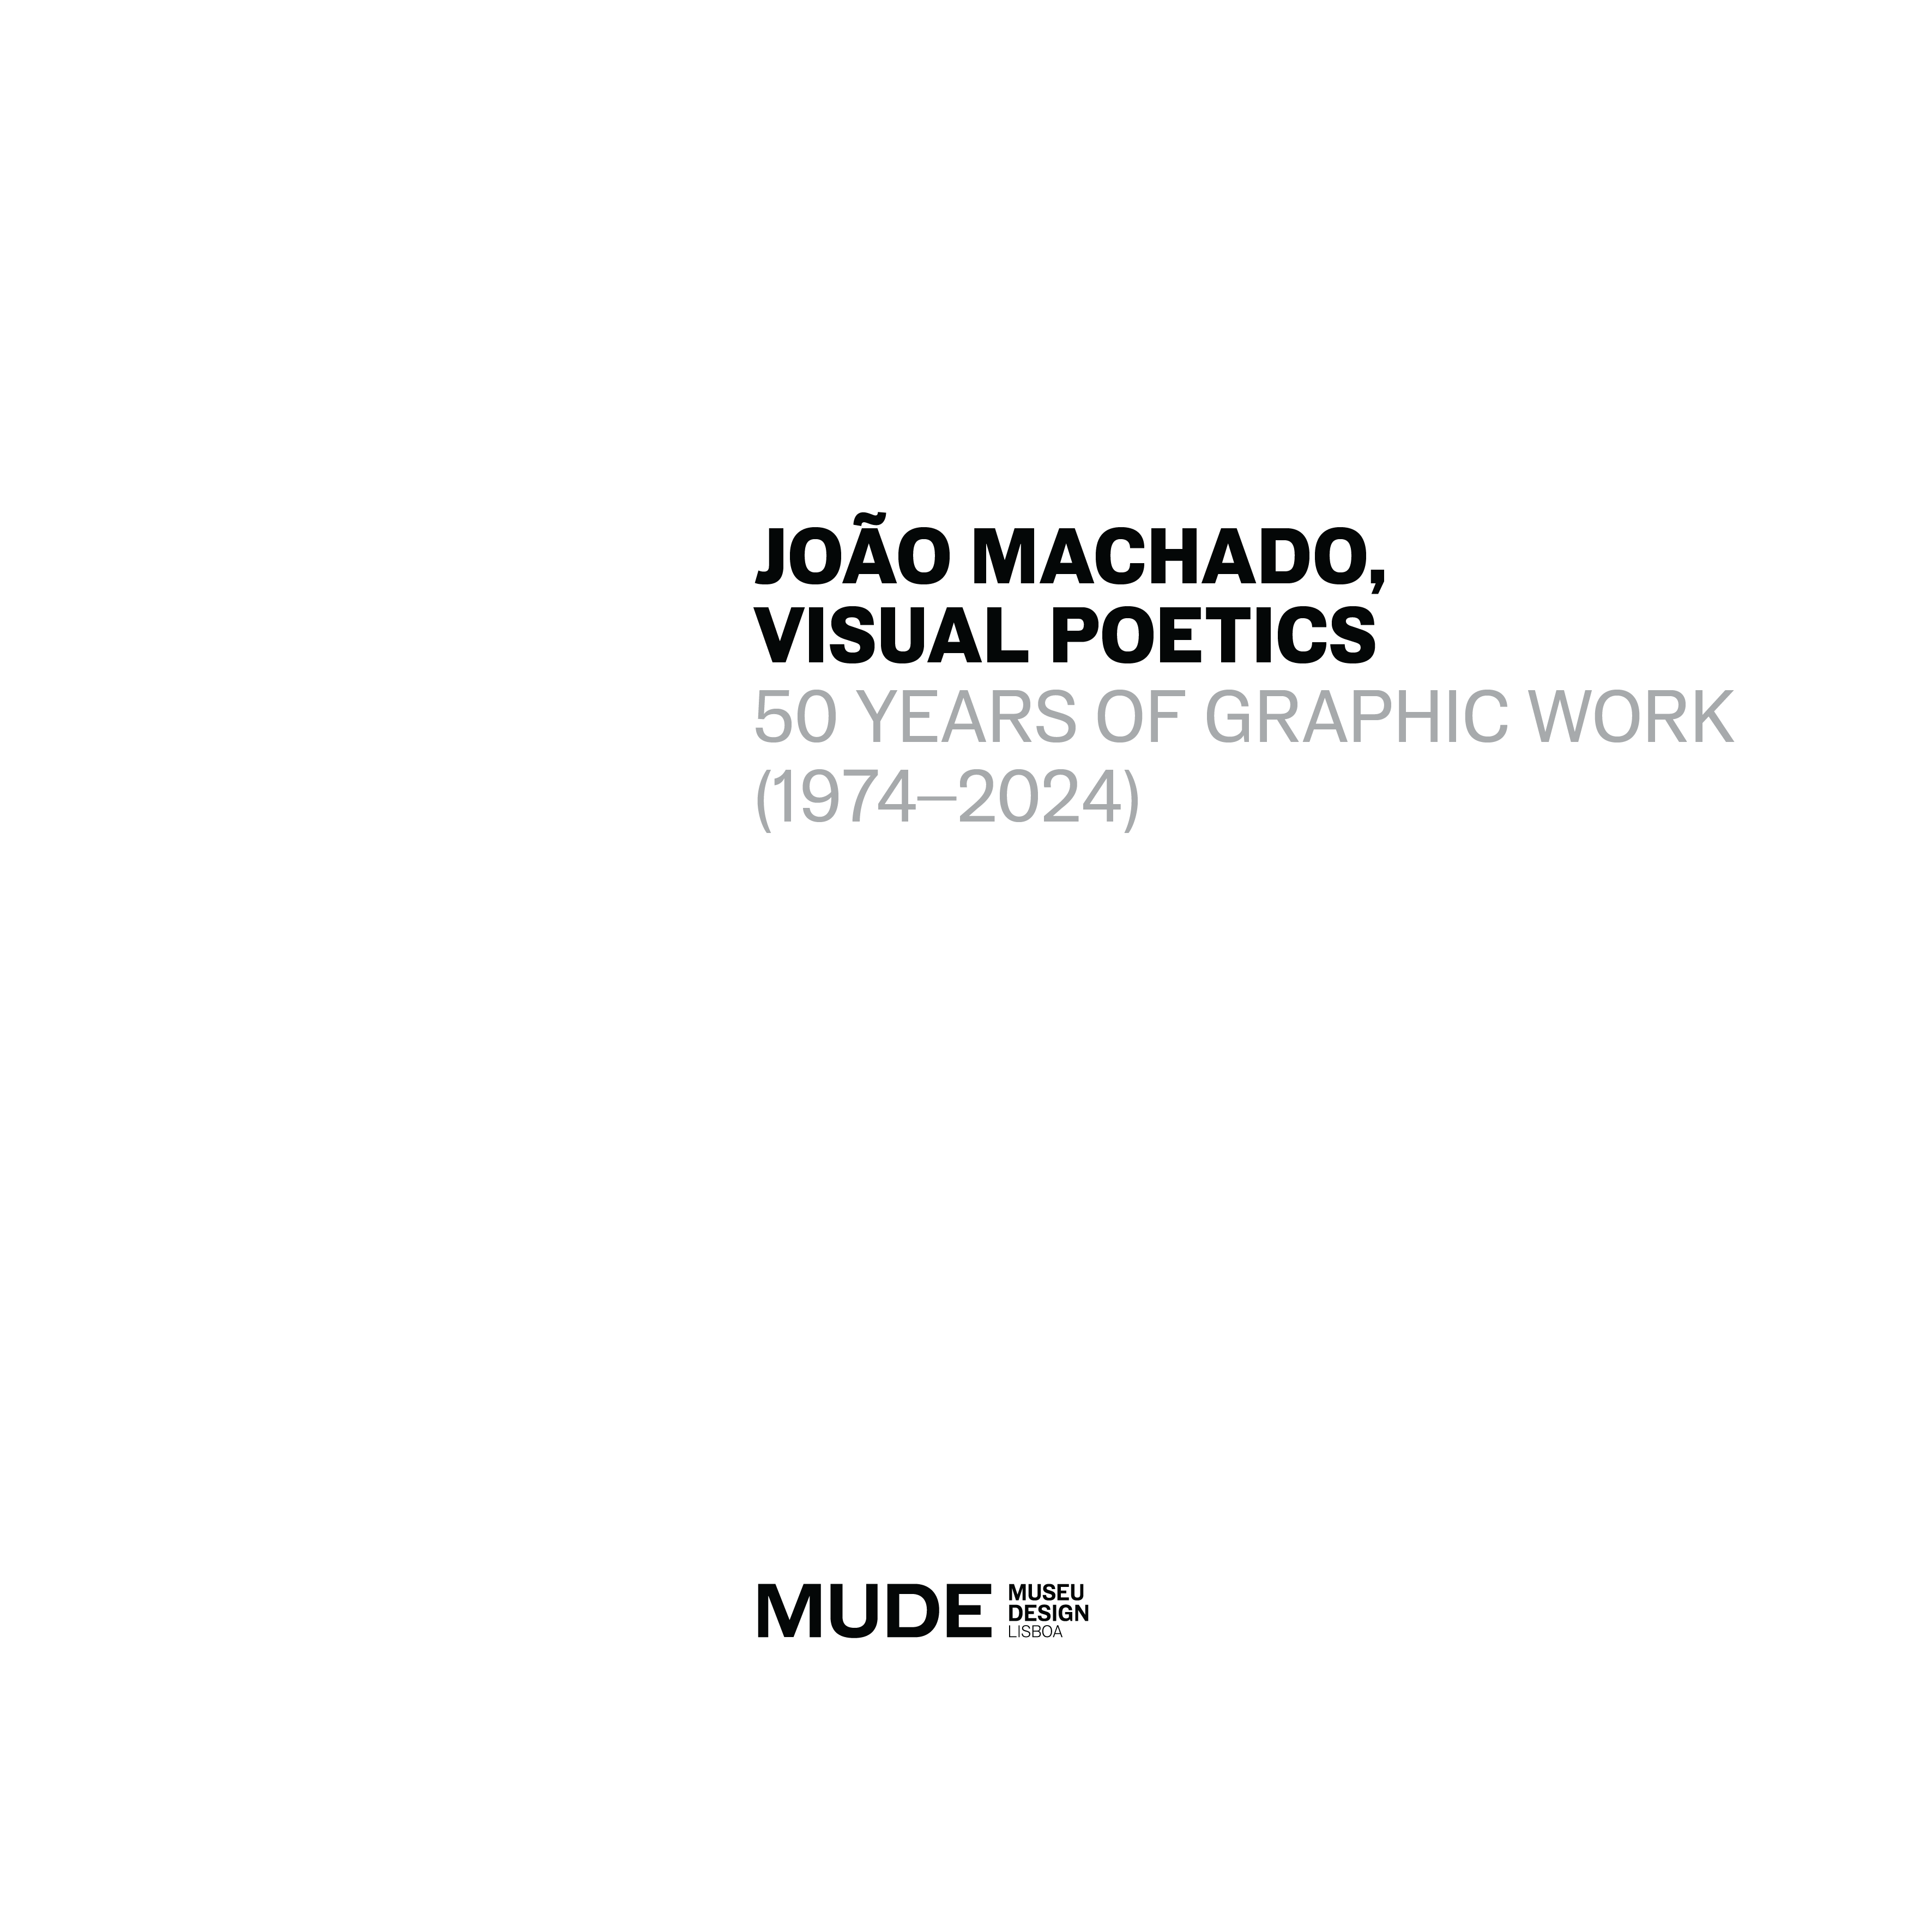 JOÃO MACHADO,
VISUAL POETICS
50 YEARS OF GRAPHIC WORK
(1974—2024)
MUDE
MUSEU
DESIGN
LISBOA